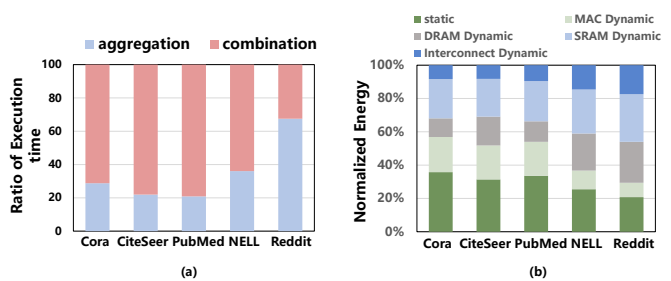 aggregation combination
Ratio of Execution
time
100
80
60
40
20
0
Cora CiteSeer PubMed NELL Reddit
(a)
static MAC Dynamic
DRAM Dynamic SRAM Dynamic
Interconnect Dynamic
Normalized Energy
100%
80%
60%
40%
20%
0%
Cora CiteSeer PubMed NELL Reddit
(b)